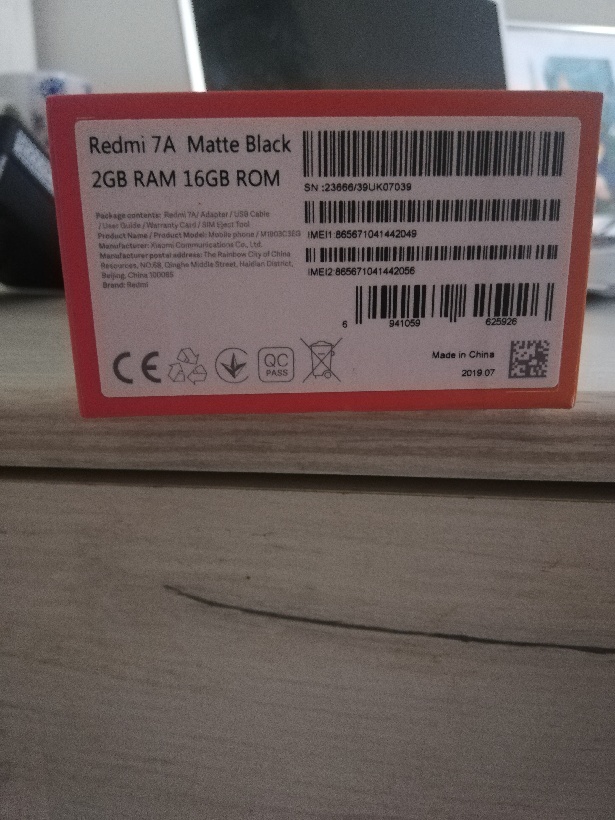 Redmi 7A Matte Black
2GB RAM 16GB ROM
Package contents: Redmi 7A/ Adapter / USB Cable
/ User Guide / Warranty Card / SIM Eject Tool
Product Name / Product Model: Mobile phone / M1903C3EG
Manufacturer: Xiaomi Communications Co., Ltd.
Manufacturer postal address: The Rainbow City of China
Resources, NO.68, Qinghe Middle Street, Haidian District,
Beijing, China 100085
Brand: Redmi
SN :23666/39UK07039
IMEI1:865671041442049
IMEI2:865671041442056
6 941059 625926
CE
QC
PASS
Made in China
2019.07